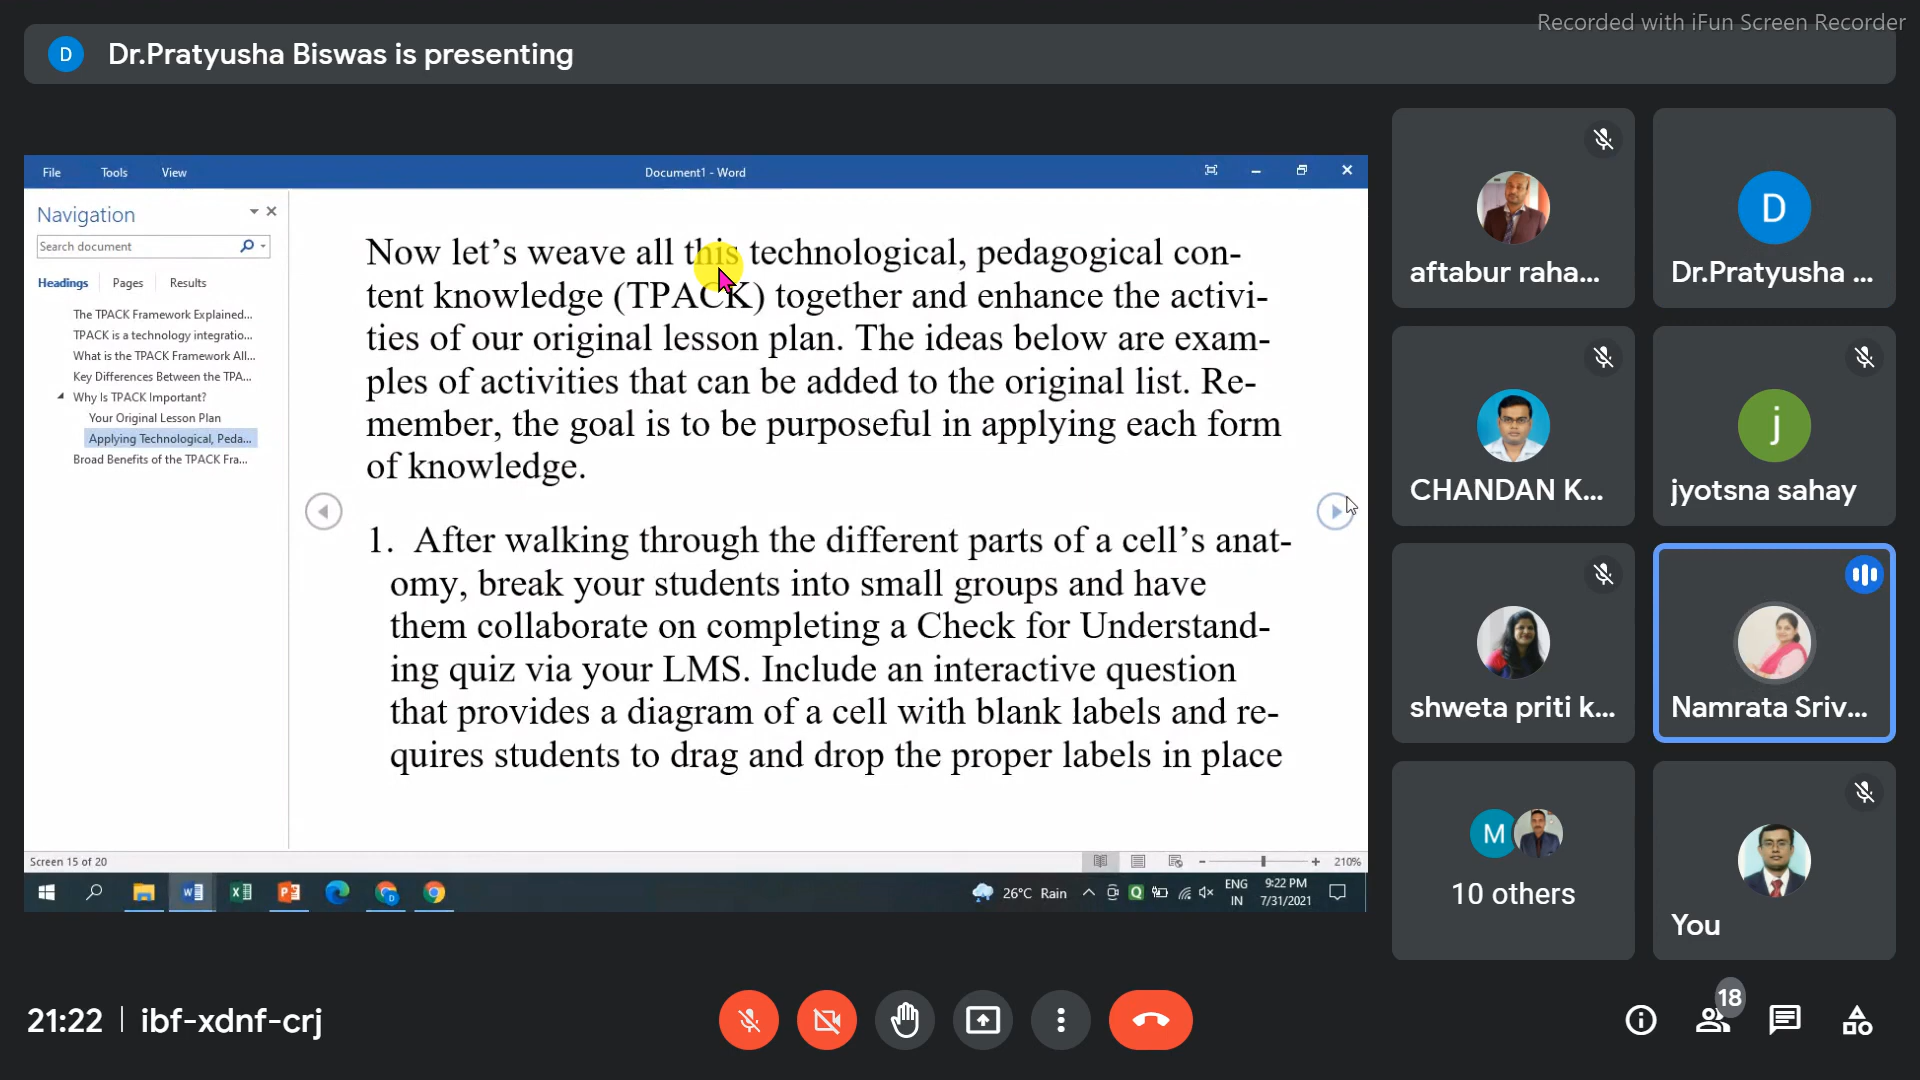 Recorded with iFun Screen Recorder
D
Dr.Pratyusha Biswas is presenting
File Tools View Document1 - Word
Navigation
Search document
Headings Pages Results
The TPACK Framework Explained...
TPACK is a technology integratio...
What is the TPACK Framework All...
Key Differences Between the TPA...
Why Is TPACK Important?
Your Original Lesson Plan
Applying Technological, Peda...
Broad Benefits of the TPACK Fra...
Now let’s weave all this technological, pedagogical con-
tent knowledge (TPACK) together and enhance the activi-
ties of our original lesson plan. The ideas below are exam-
ples of activities that can be added to the original list. Re-
member, the goal is to be purposeful in applying each form
of knowledge.
1. After walking through the different parts of a cell’s anat-
omy, break your students into small groups and have
them collaborate on completing a Check for Understand-
ing quiz via your LMS. Include an interactive question
that provides a diagram of a cell with blank labels and re-
quires students to drag and drop the proper labels in place
Screen 15 of 20
210%
26°C Rain
ENG
IN
9:22 PM
7/31/2021
aftabur raha...
D
Dr.Pratyusha ...
CHANDAN K...
j
jyotsna sahay
shweta priti k...
Namrata Sriv...
M
10 others
You
21:22 | ibf-xdnf-crj
18